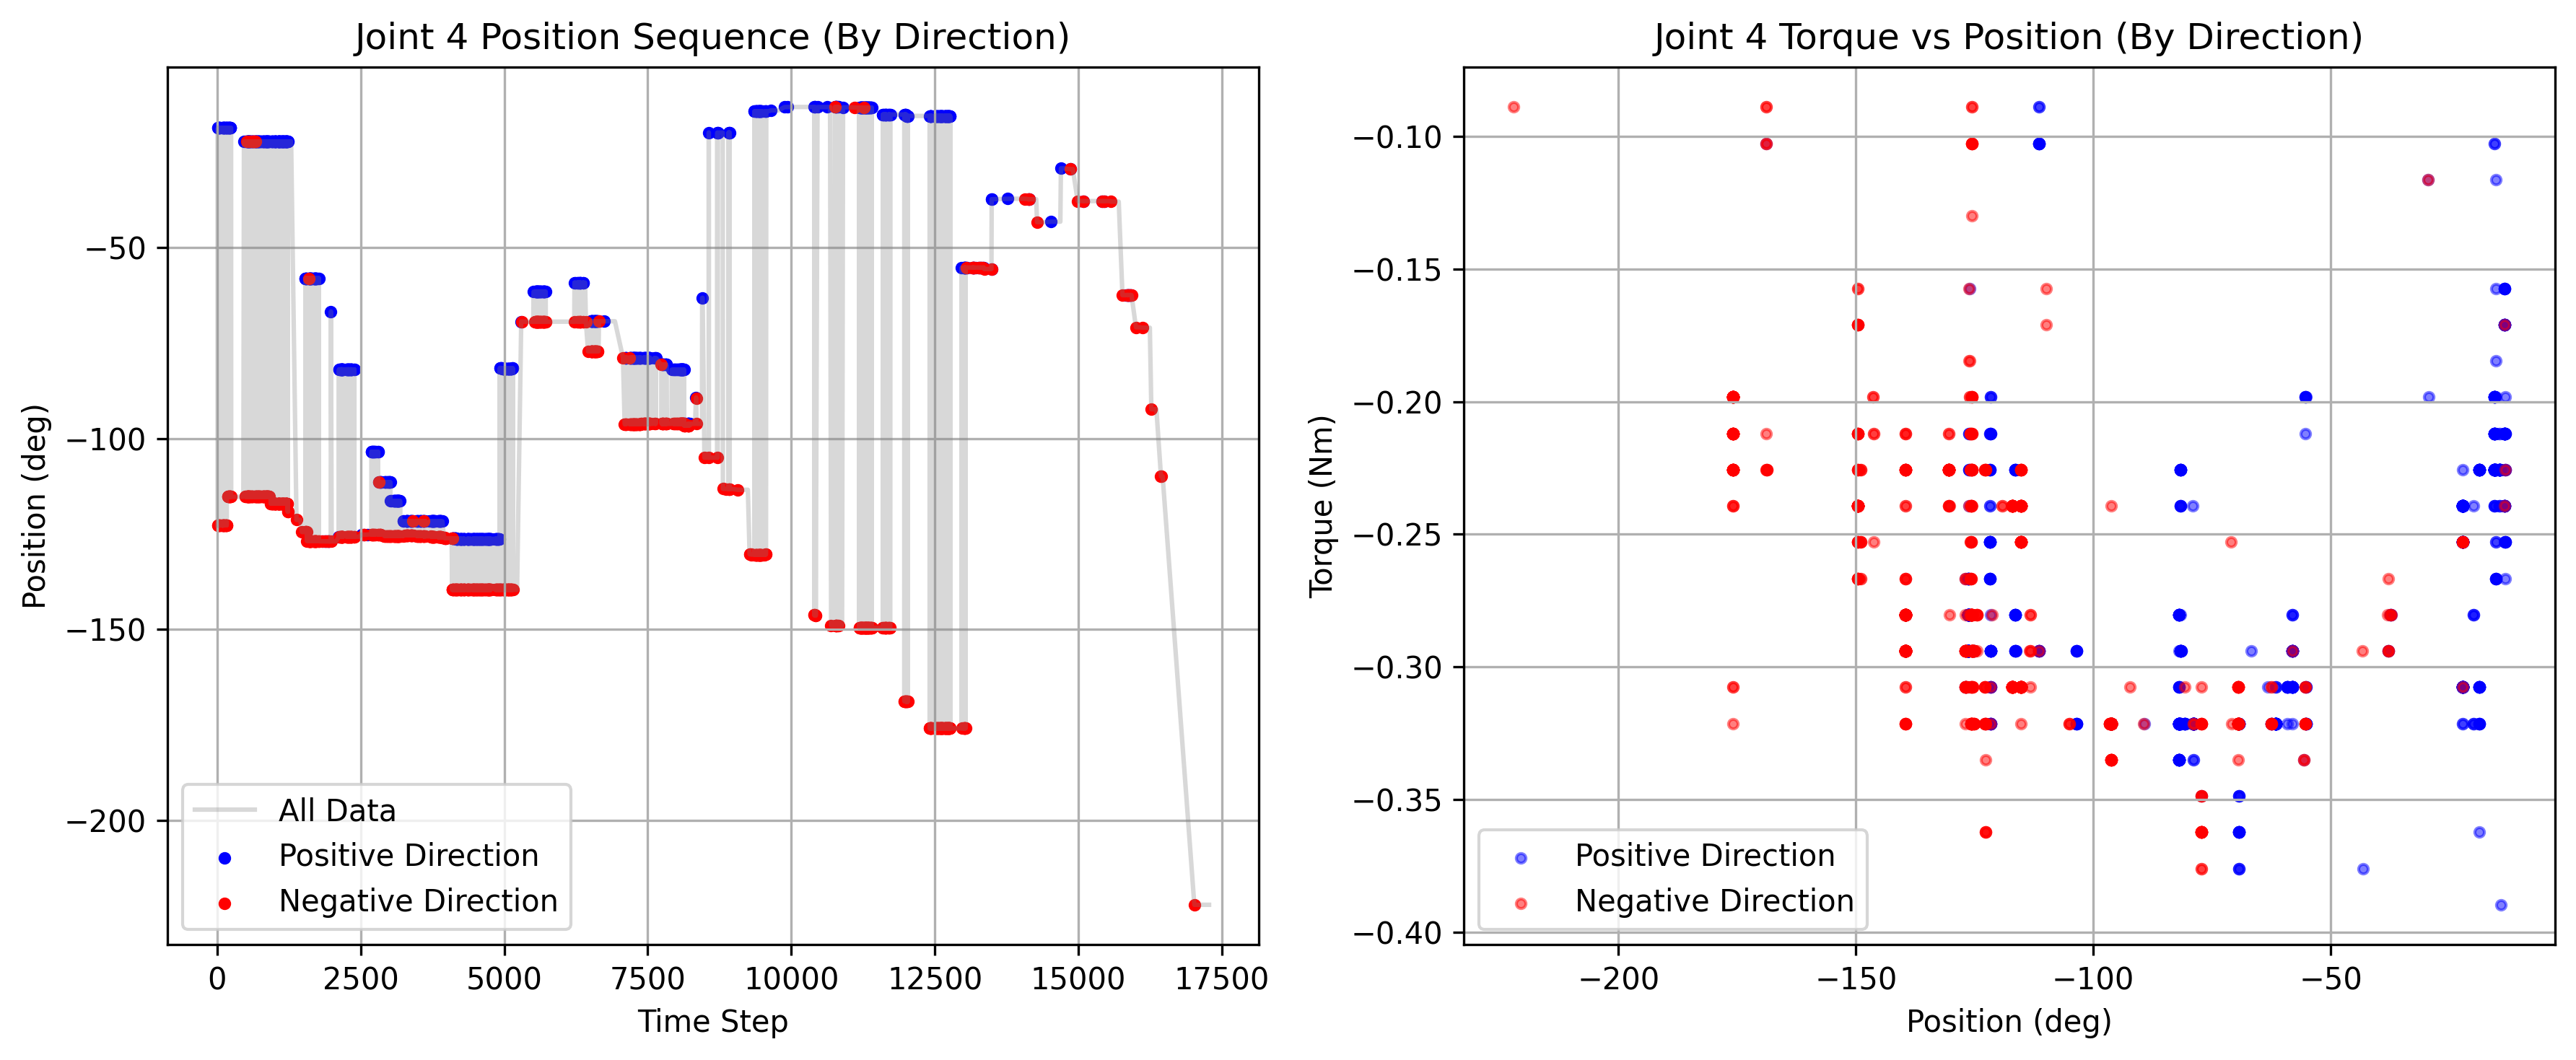 Joint 4 Position Sequence (By Direction)
Position (deg)
−50
−100
−150
−200
All Data
Positive Direction
Negative Direction
0 2500 5000 7500 10000 12500 15000 17500
Time Step
Joint 4 Torque vs Position (By Direction)
Torque (Nm)
−0.10
−0.15
−0.20
−0.25
−0.30
−0.35
−0.40
Positive Direction
Negative Direction
−200 −150 −100 −50
Position (deg)